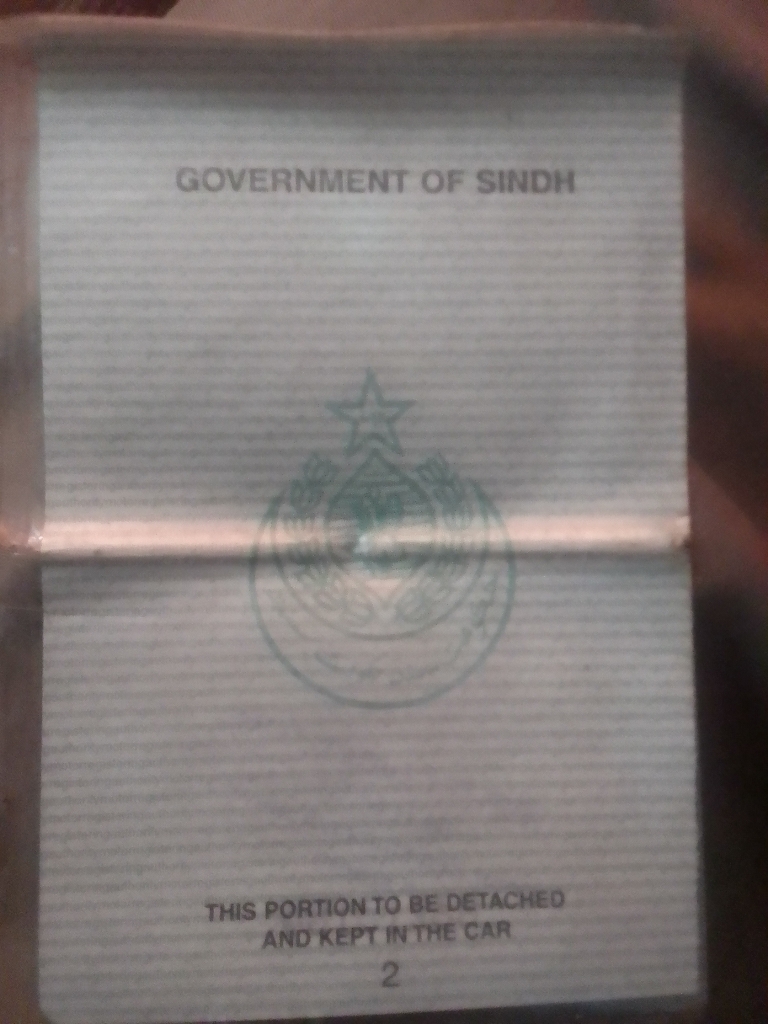 GOVERNMENT OF SINDH
THIS PORTION TO BE DETACHED
AND KEPT IN THE CAR
2